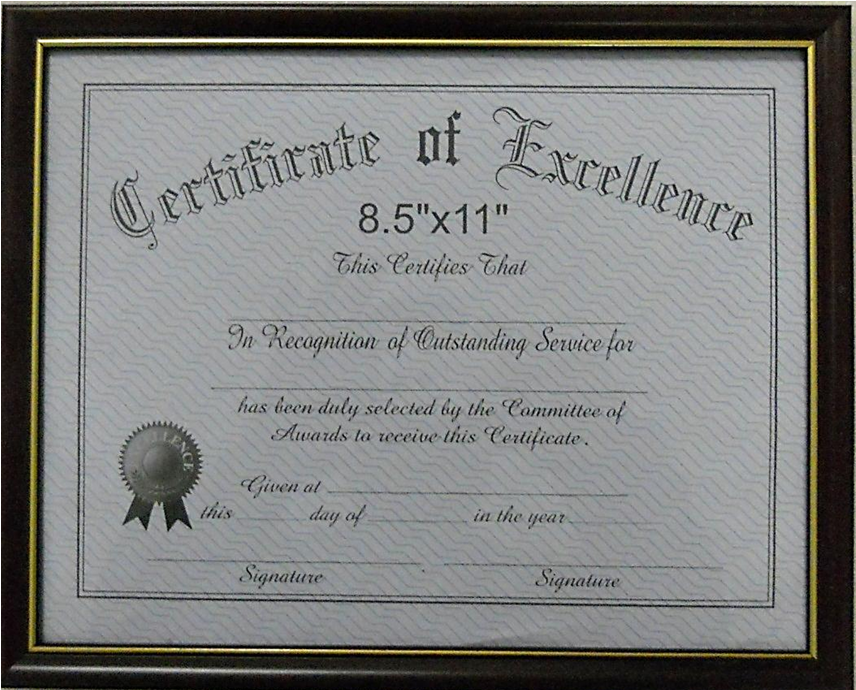 Certificate of Excellence
8.5"x11"
This Certifies That
In Recognition of Outstanding Service for
has been duly selected by the Committee of
Awards to receive this Certificate.
EXCELLENCE
Given at
this day of in the year
Signature Signature